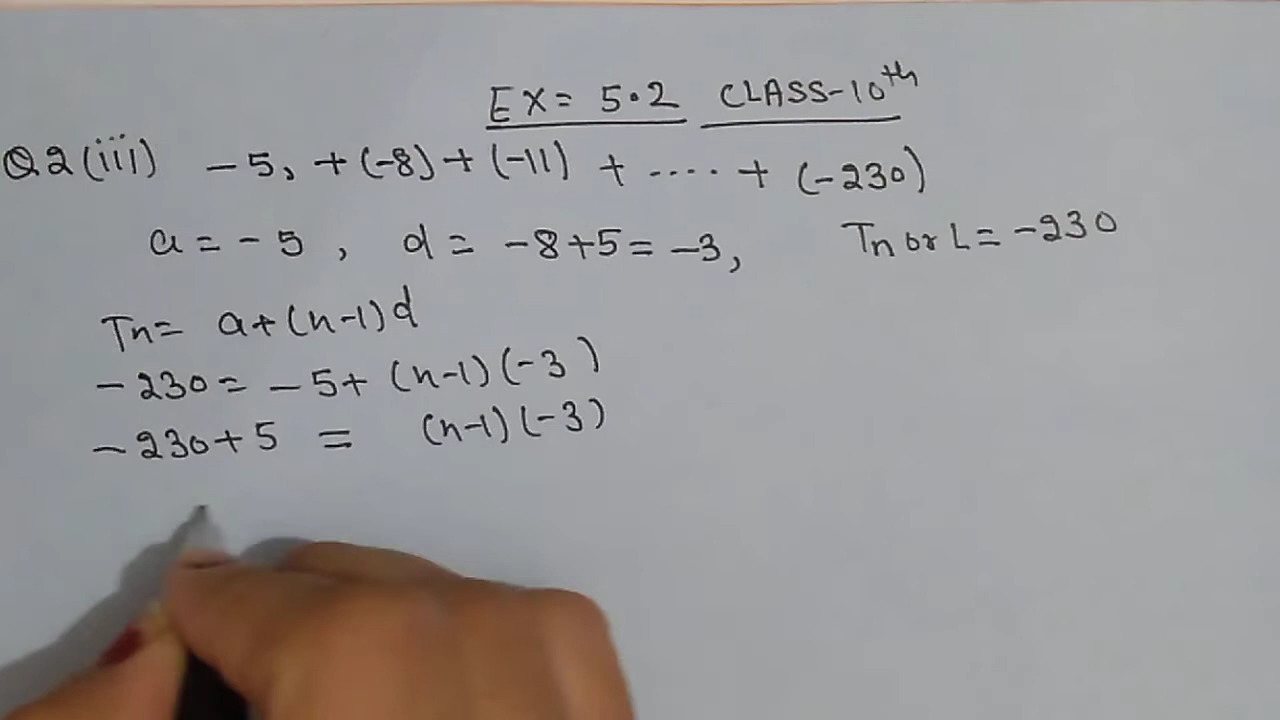 EX = 5.2 CLASS-10th
Q2(iii) -5, +(-8)+(-11) + .... + (-230)
a = -5, d = -8+5 = -3, Tn or L = -230
Tn = a+(n-1)d
-230 = -5+ (n-1)(-3)
-230+5 = (n-1)(-3)